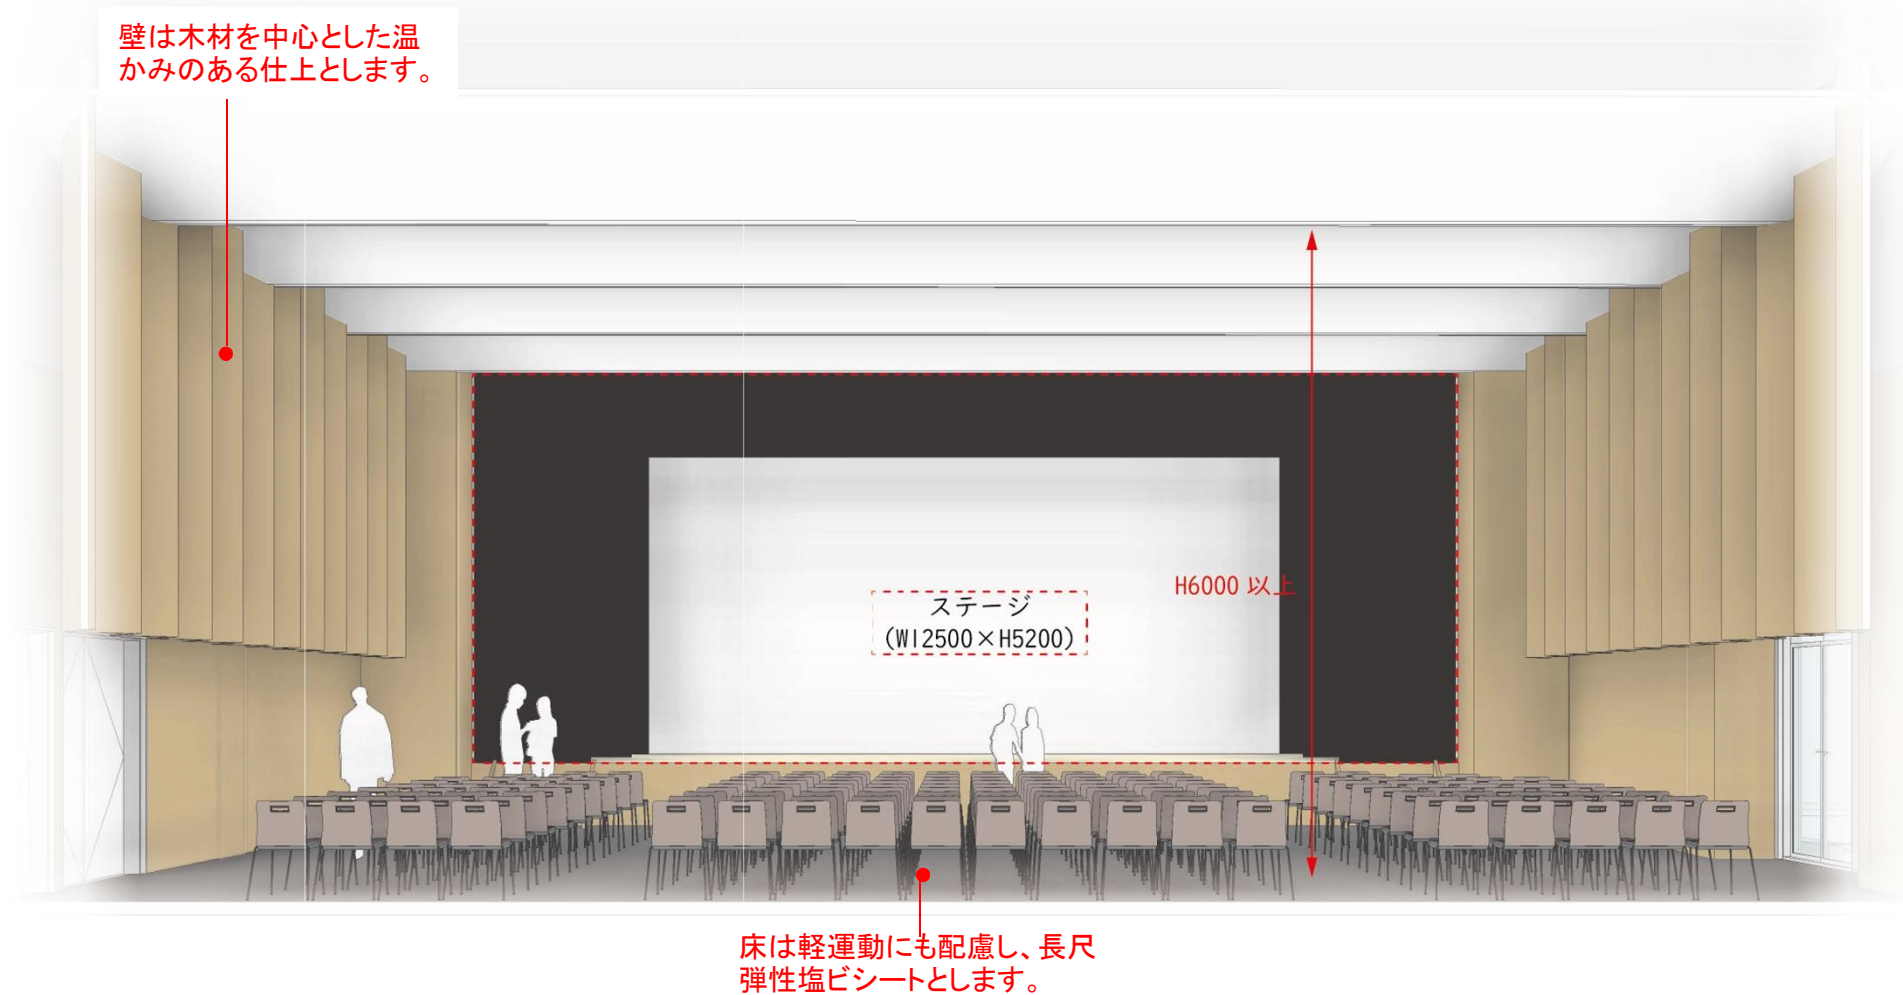 壁は木材を中心とした温
かみのある仕上とします。
H6000 以上
ステージ
(W12500×H5200)
床は軽運動にも配慮し、長尺
弾性塩ビシートとします。